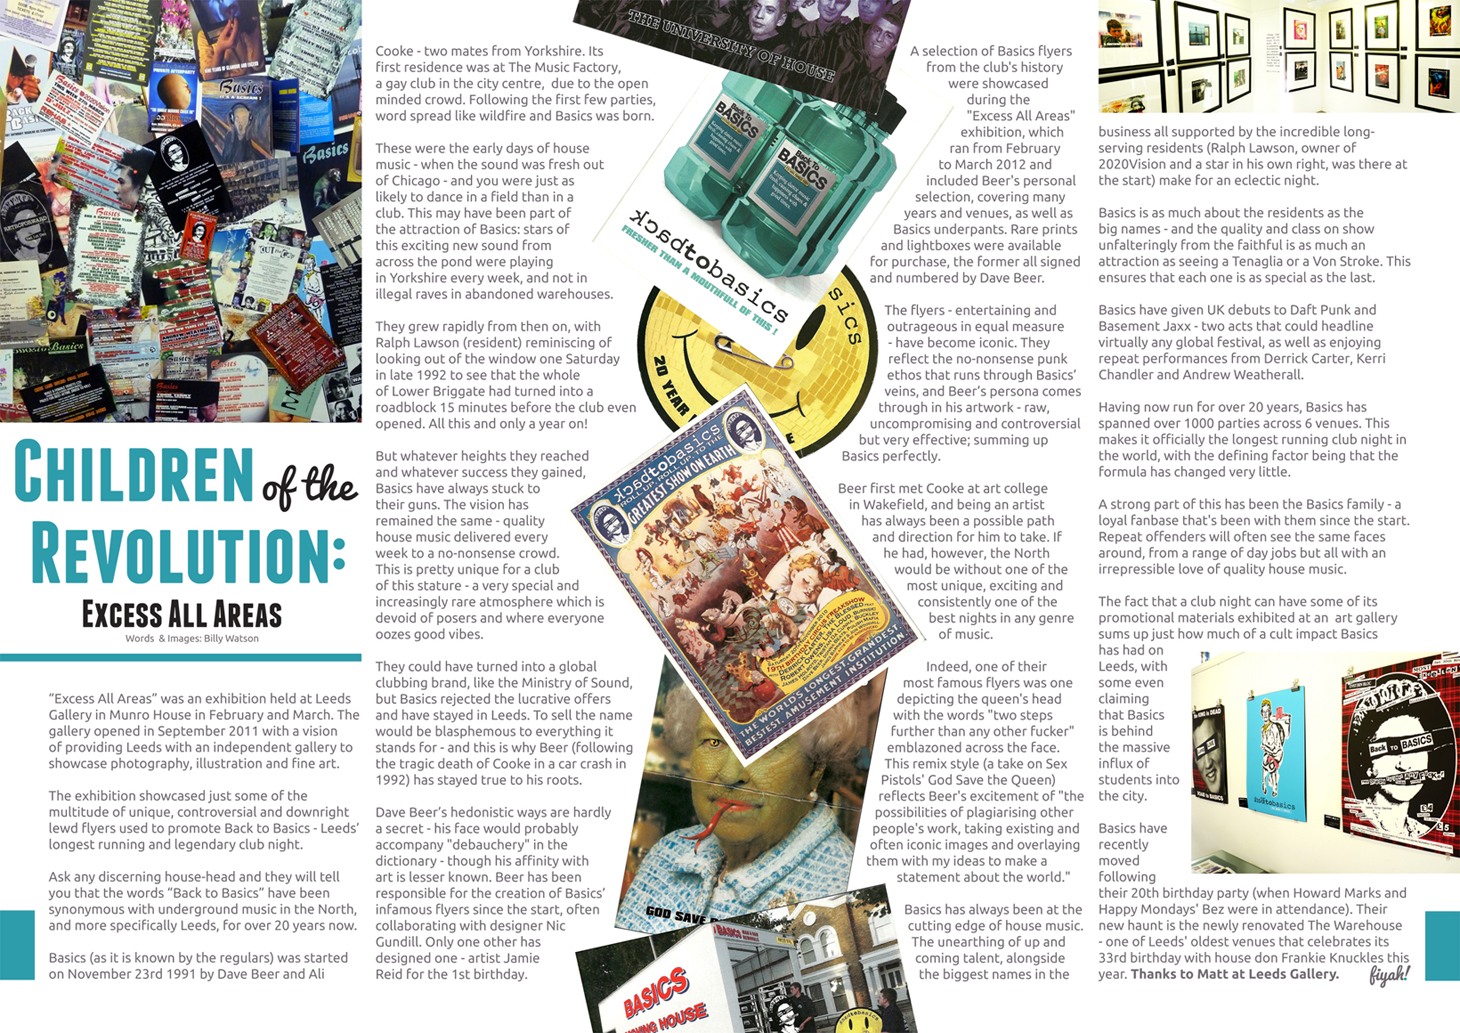 CHILDREN of the
REVOLUTION:
EXCESS ALL AREAS
Words & Images: Billy Watson
“Excess All Areas” was an exhibition held at Leeds
Gallery in Munro House in February and March. The
gallery opened in September 2011 with a vision
of providing Leeds with an independent gallery to
showcase photography, illustration and fine art.
The exhibition showcased just some of the
multitude of unique, controversial and downright
lewd flyers used to promote Back to Basics - Leeds’
longest running and legendary club night.
Ask any discerning house-head and they will tell
you that the words “Back to Basics” have been
synonymous with underground music in the North,
and more specifically Leeds, for over 20 years now.
Basics (as it is known by the regulars) was started
on November 23rd 1991 by Dave Beer and Ali
Cooke - two mates from Yorkshire. Its
first residence was at The Music Factory,
a gay club in the city centre, due to the open
minded crowd. Following the first few parties,
word spread like wildfire and Basics was born.
These were the early days of house
music - when the sound was fresh out
of Chicago - and you were just as
likely to dance in a field than in a
club. This may have been part of
the attraction of Basics: stars of
this exciting new sound from
across the pond were playing
in Yorkshire every week, and not in
illegal raves in abandoned warehouses.
They grew rapidly from then on, with
Ralph Lawson (resident) reminiscing of
looking out of the window one Saturday
in late 1992 to see that the whole
of Lower Briggate had turned into a
roadblock 15 minutes before the club even
opened. All this and only a year on!
But whatever heights they reached
and whatever success they gained,
Basics have always stuck to
their guns. The vision has
remained the same - quality
house music delivered every
week to a no-nonsense crowd.
This is pretty unique for a club
of this stature - a very special and
increasingly rare atmosphere which is
devoid of posers and where everyone
oozes good vibes.
They could have turned into a global
clubbing brand, like the Ministry of Sound,
but Basics rejected the lucrative offers
and have stayed in Leeds. To sell the name
would be blasphemous to everything it
stands for - and this is why Beer (following
the tragic death of Cooke in a car crash in
1992) has stayed true to his roots.
Dave Beer’s hedonistic ways are hardly
a secret - his face would probably
accompany "debauchery" in the
dictionary - though his affinity with
art is lesser known. Beer has been
responsible for the creation of Basics’
infamous flyers since the start, often
collaborating with designer Nic
Gundill. Only one other has
designed one - artist Jamie
Reid for the 1st birthday.
THE UNIVERSITY OF HOUSE
Back To
BASICS
Back To
BASICS
backtobasics
FRESHER THAN A MOUTHFULL OF THIS !
sics
20 YEAR
backtobasics
ROLL UP, ROLL UP, TO THE
GREATEST SHOW ON EARTH
19TH BIRTHDAY CIRCUS FREAKSHOW
THE WORLD'S LONGEST, GRANDEST,
BESTEST, AMUSEMENT INSTITUTION
GOD SAVE
BASICS
MOVING HOUSE
A selection of Basics flyers
from the club's history
were showcased
during the
"Excess All Areas"
exhibition, which
ran from February
to March 2012 and
included Beer's personal
selection, covering many
years and venues, as well as
Basics underpants. Rare prints
and lightboxes were available
for purchase, the former all signed
and numbered by Dave Beer.
The flyers - entertaining and
outrageous in equal measure
- have become iconic. They
reflect the no-nonsense punk
ethos that runs through Basics’
veins, and Beer's persona comes
through in his artwork - raw,
uncompromising and controversial
but very effective; summing up
Basics perfectly.
Beer first met Cooke at art college
in Wakefield, and being an artist
has always been a possible path
and direction for him to take. If
he had, however, the North
would be without one of the
most unique, exciting and
consistently one of the
best nights in any genre
of music.
Indeed, one of their
most famous flyers was one
depicting the queen's head
with the words "two steps
further than any other fucker"
emblazoned across the face.
This remix style (a take on Sex
Pistols' God Save the Queen)
reflects Beer's excitement of "the
possibilities of plagiarising other
people's work, taking existing and
often iconic images and overlaying
them with my ideas to make a
statement about the world."
Basics has always been at the
cutting edge of house music.
The unearthing of up and
coming talent, alongside
the biggest names in the
business all supported by the incredible long-
serving residents (Ralph Lawson, owner of
2020Vision and a star in his own right, was there at
the start) make for an eclectic night.
Basics is as much about the residents as the
big names - and the quality and class on show
unfalteringly from the faithful is as much an
attraction as seeing a Tenaglia or a Von Stroke. This
ensures that each one is as special as the last.
Basics have given UK debuts to Daft Punk and
Basement Jaxx - two acts that could headline
virtually any global festival, as well as enjoying
repeat performances from Derrick Carter, Kerri
Chandler and Andrew Weatherall.
Having now run for over 20 years, Basics has
spanned over 1000 parties across 6 venues. This
makes it officially the longest running club night in
the world, with the defining factor being that the
formula has changed very little.
A strong part of this has been the Basics family - a
loyal fanbase that's been with them since the start.
Repeat offenders will often see the same faces
around, from a range of day jobs but all with an
irrepressible love of quality house music.
The fact that a club night can have some of its
promotional materials exhibited at an art gallery
sums up just how much of a cult impact Basics
has had on
Leeds, with
some even
claiming
that Basics
is behind
the massive
influx of
students into
the city.
Back to BASICS
backtobasics
£4
£5
Basics have
recently
moved
following
their 20th birthday party (when Howard Marks and
Happy Mondays' Bez were in attendance). Their
new haunt is the newly renovated The Warehouse
- one of Leeds' oldest venues that celebrates its
33rd birthday with house don Frankie Knuckles this
year. Thanks to Matt at Leeds Gallery.
fiyah!